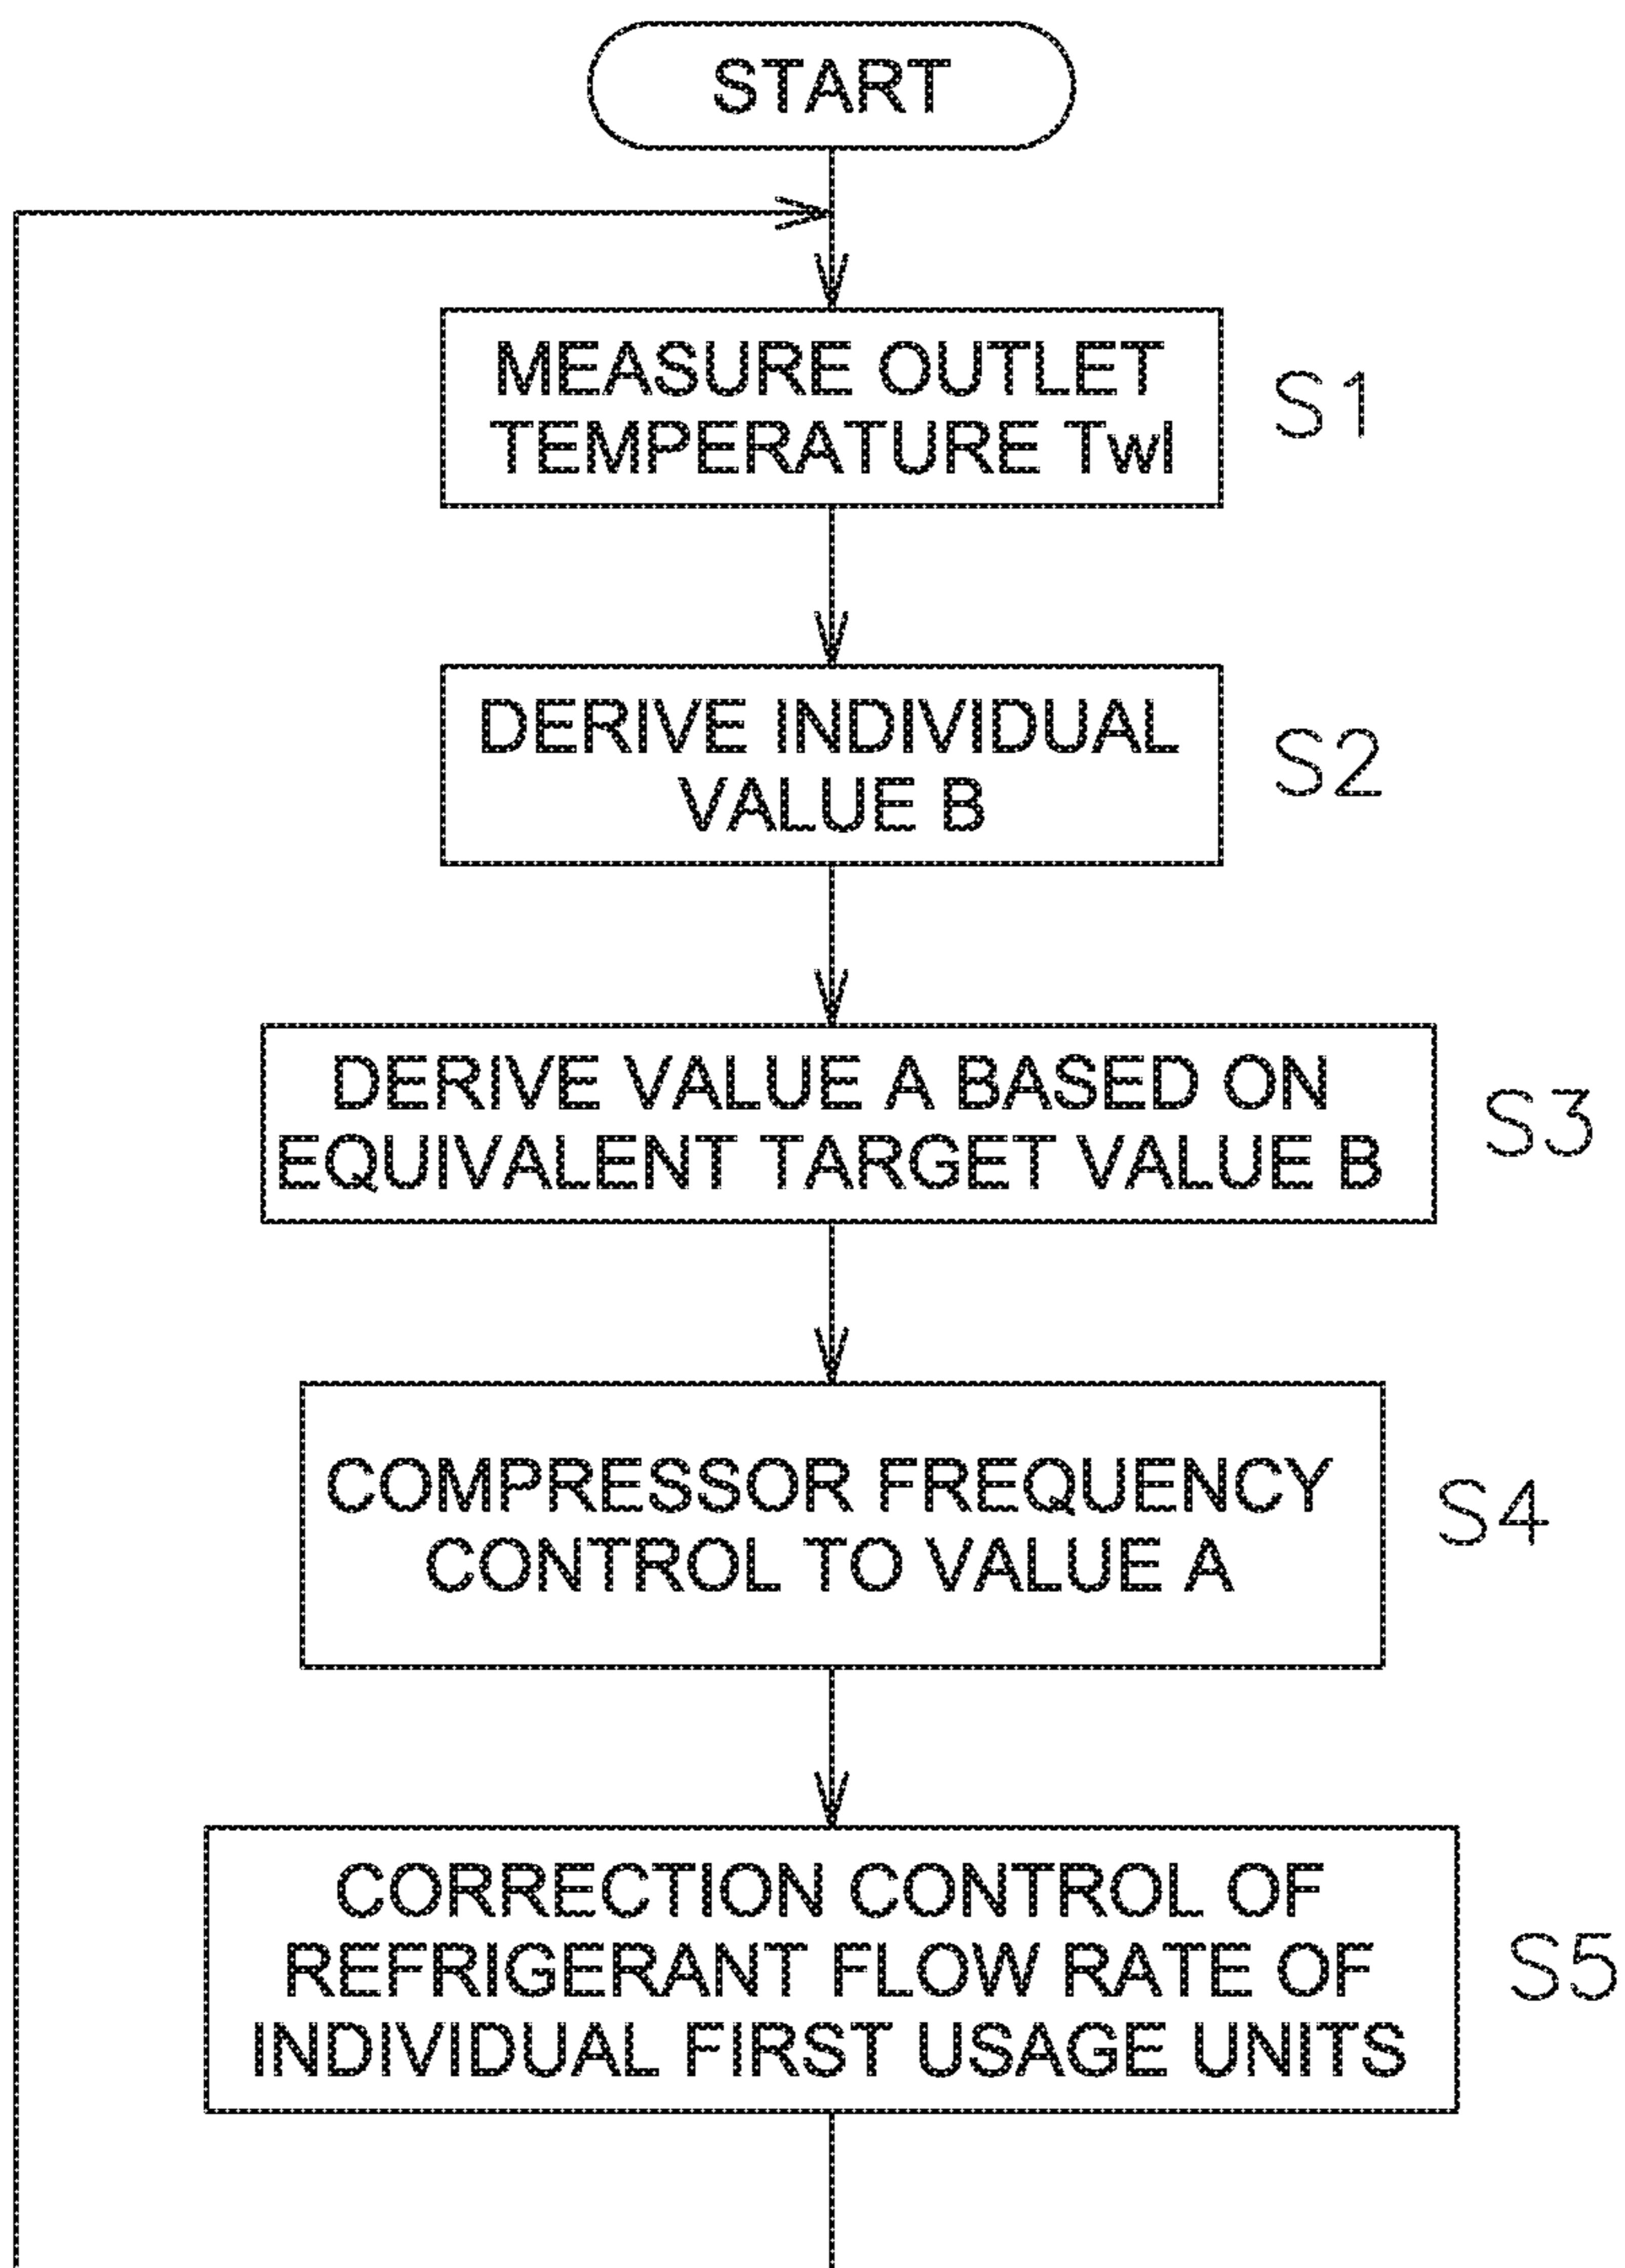 START
MEASURE OUTLET
TEMPERATURE Twl
S1
DERIVE INDIVIDUAL
VALUE B
S2
DERIVE VALUE A BASED ON
EQUIVALENT TARGET VALUE B
S3
COMPRESSOR FREQUENCY
CONTROL TO VALUE A
S4
CORRECTION CONTROL OF
REFRIGERANT FLOW RATE OF
INDIVIDUAL FIRST USAGE UNITS
S5